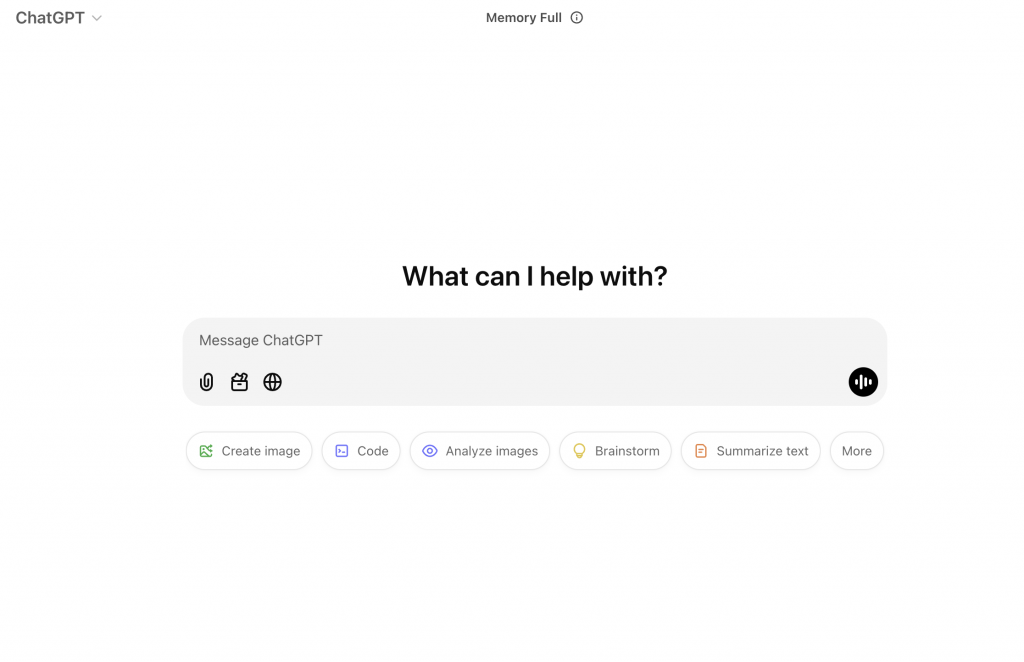 ChatGPT
Memory Full
What can I help with?
Message ChatGPT
Create image
Code
Analyze images
Brainstorm
Summarize text
More